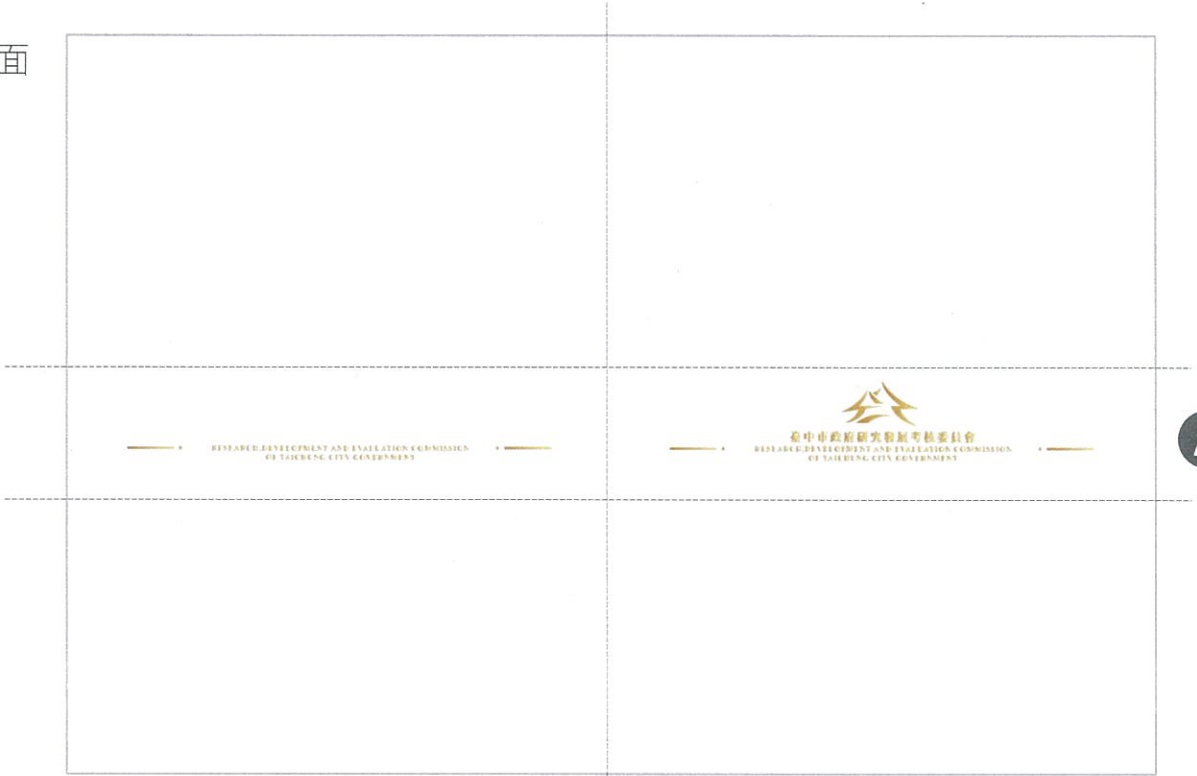 面
RESEARCH,DEVELOPMENT AND EVALUATION COMMISSION
OF TAICHUNG CITY GOVERNMENT
臺中市政府研究發展考核委員會
RESEARCH,DEVELOPMENT AND EVALUATION COMMISSION
OF TAICHUNG CITY GOVERNMENT